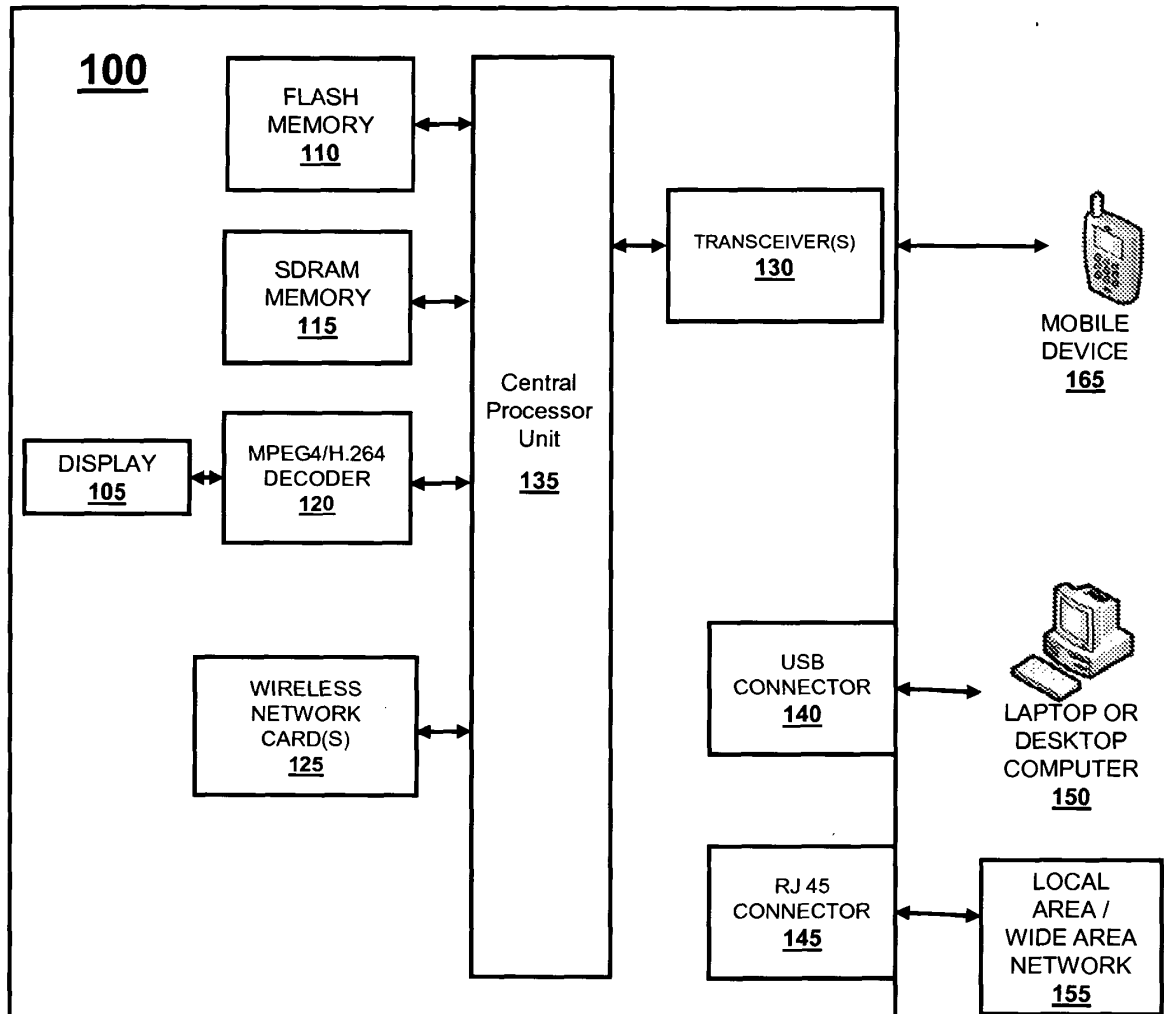 100
FLASH
MEMORY
110
SDRAM
MEMORY
115
DISPLAY
105
MPEG4/H.264
DECODER
120
WIRELESS
NETWORK
CARD(S)
125
Central
Processor
Unit
135
TRANSCEIVER(S)
130
MOBILE
DEVICE
165
USB
CONNECTOR
140
LAPTOP OR
DESKTOP
COMPUTER
150
RJ 45
CONNECTOR
145
LOCAL
AREA /
WIDE AREA
NETWORK
155